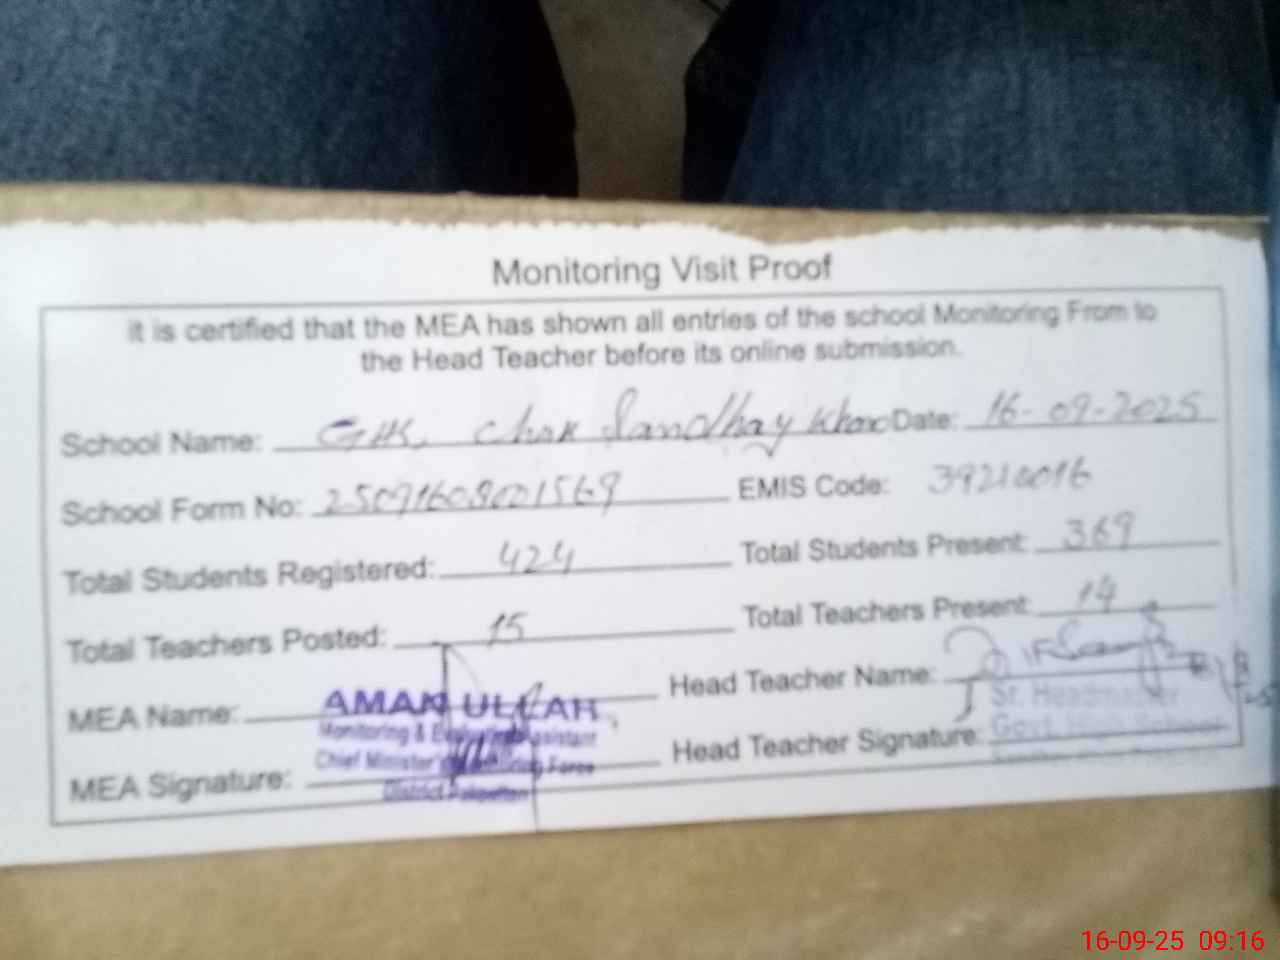 Monitoring Visit Proof
it is certified that the MEA has shown all entries of the school Monitoring From to
the Head Teacher before its online submission.
School Name: GHS, Chak Sandhay Khan Date: 16-09-2025
School Form No: 25091608001569 EMIS Code: 39210016
Total Students Registered: 424 Total Students Present: 369
Total Teachers Posted: 15 Total Teachers Present: 14
MEA Name: AMAN ULLAH Head Teacher Name:
Monitoring & Evaluation Assistant Sr. Headmaster
Chief Minister's Monitoring Force Govt. High School
MEA Signature: Head Teacher Signature:
District Pakpattan
16-09-25 09:16